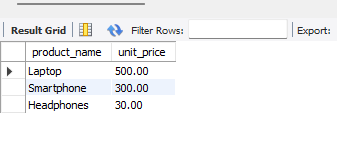 Result Grid Filter Rows: Export:
product_name unit_price
Laptop 500.00
Smartphone 300.00
Headphones 30.00